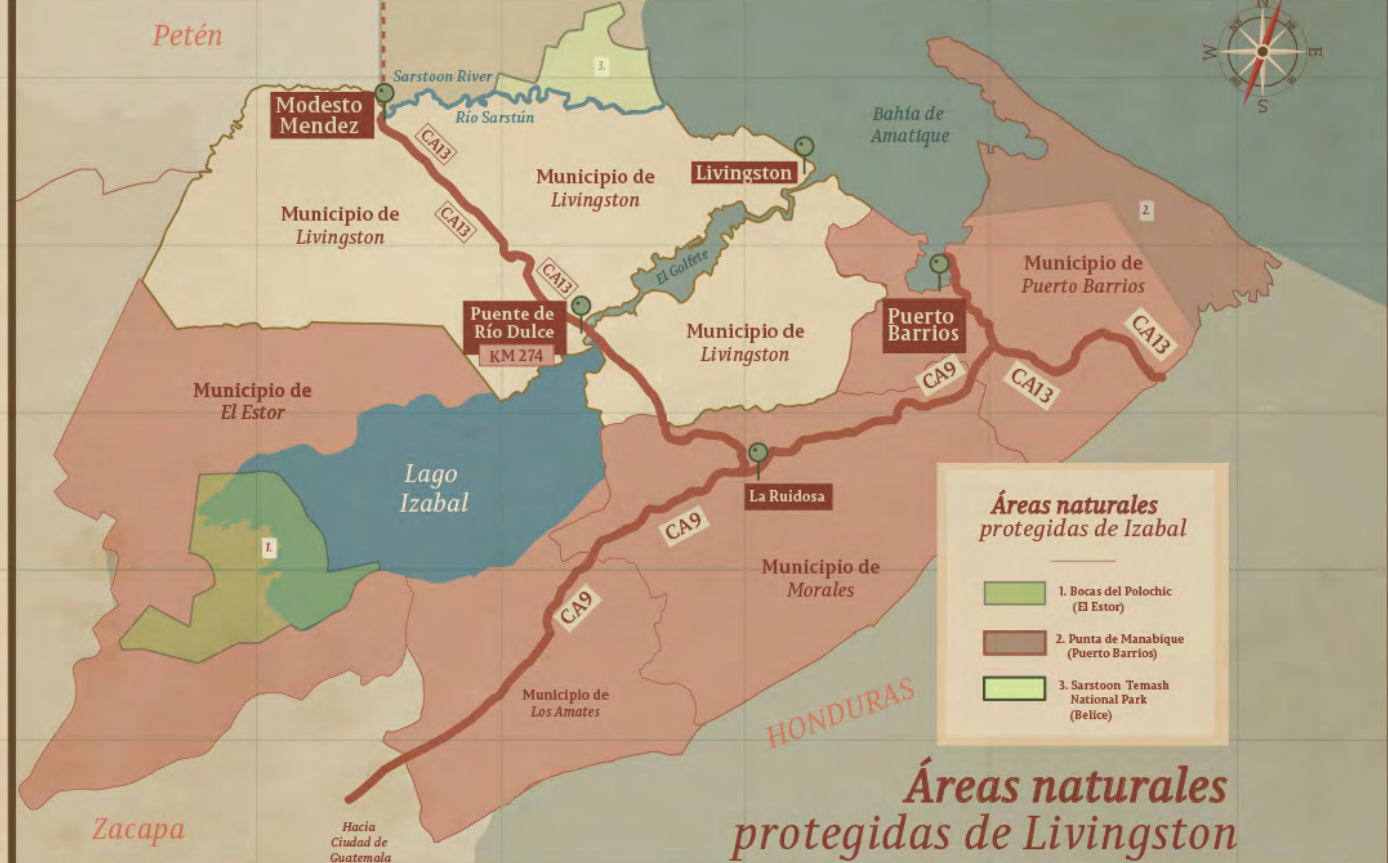 Petén
Sarstoon River
Río Sarstún
3.
Modesto
Mendez
CA13
Bahía de
Amatique
N
NE
E
SE
S
SW
W
NW
Livingston
Municipio de
Livingston
Municipio de
Livingston
CA13
2.
El Golfete
CA13
Municipio de
Puerto Barrios
Puente de
Río Dulce
KM 274
Municipio de
Livingston
Puerto
Barrios
CA13
CA9
CA13
Municipio de
El Estor
Lago
Izabal
La Ruidosa
CA9
1.
Municipio de
Morales
CA9
Municipio de
Los Amates
HONDURAS
Áreas naturales
protegidas de Izabal
1. Bocas del Polochic
(El Estor)
2. Punta de Manabique
(Puerto Barrios)
3. Sarstoon Temash
National Park
(Belice)
Zacapa
Hacia
Ciudad de
Guatemala
Áreas naturales
protegidas de Livingston